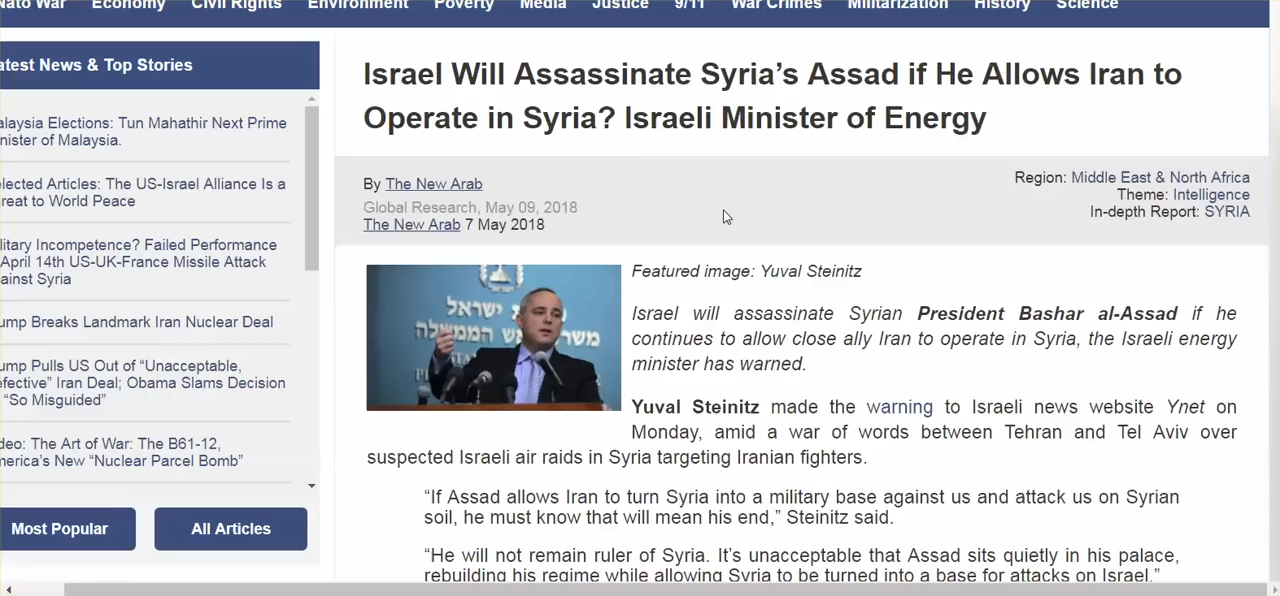 Nato War Economy Civil Rights Environment Poverty Media Justice 9/11 War Crimes Militarization History Science
atest News & Top Stories
alaysia Elections: Tun Mahathir Next Prime
nister of Malaysia.
elected Articles: The US-Israel Alliance Is a
reat to World Peace
litary Incompetence? Failed Performance
April 14th US-UK-France Missile Attack
ainst Syria
ump Breaks Landmark Iran Nuclear Deal
ump Pulls US Out of “Unacceptable,
efective” Iran Deal; Obama Slams Decision
“So Misguided”
deo: The Art of War: The B61-12,
merica’s New “Nuclear Parcel Bomb”
Most Popular
All Articles
Israel Will Assassinate Syria’s Assad if He Allows Iran to
Operate in Syria? Israeli Minister of Energy
By The New Arab
Global Research, May 09, 2018
The New Arab 7 May 2018
Region: Middle East & North Africa
Theme: Intelligence
In-depth Report: SYRIA
ישראל
משר
ש הממשלה
משר
Featured image: Yuval Steinitz
Israel will assassinate Syrian President Bashar al-Assad if he
continues to allow close ally Iran to operate in Syria, the Israeli energy
minister has warned.
Yuval Steinitz made the warning to Israeli news website Ynet on
Monday, amid a war of words between Tehran and Tel Aviv over
suspected Israeli air raids in Syria targeting Iranian fighters.
“If Assad allows Iran to turn Syria into a military base against us and attack us on Syrian
soil, he must know that will mean his end,” Steinitz said.
“He will not remain ruler of Syria. It’s unacceptable that Assad sits quietly in his palace,
rebuilding his regime while allowing Syria to be turned into a base for attacks on Israel.”